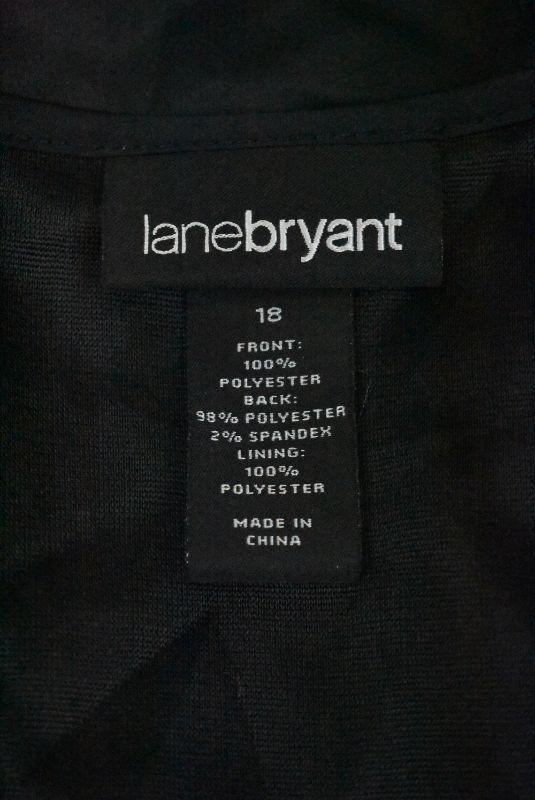 lanebryant
18
FRONT:
100%
POLYESTER
BACK:
98% POLYESTER
2% SPANDEX
LINING:
100%
POLYESTER
MADE IN
CHINA